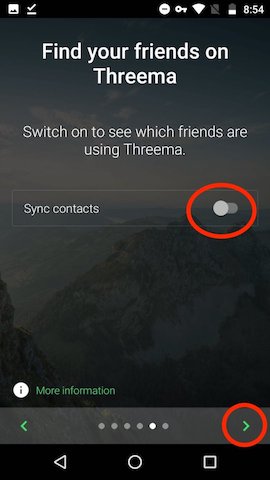 8:54
Find your friends on
Threema
Switch on to see which friends are
using Threema.
Sync contacts
More information